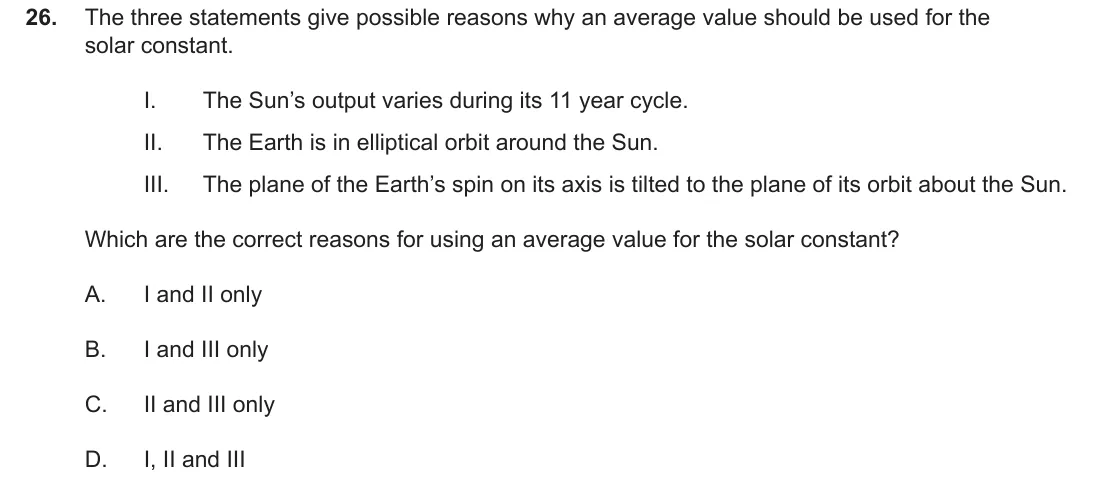 26. The three statements give possible reasons why an average value should be used for the
solar constant.
I. The Sun's output varies during its 11 year cycle.
II. The Earth is in elliptical orbit around the Sun.
III. The plane of the Earth's spin on its axis is tilted to the plane of its orbit about the Sun.
Which are the correct reasons for using an average value for the solar constant?
A. I and II only
B. I and III only
C. II and III only
D. I, II and III